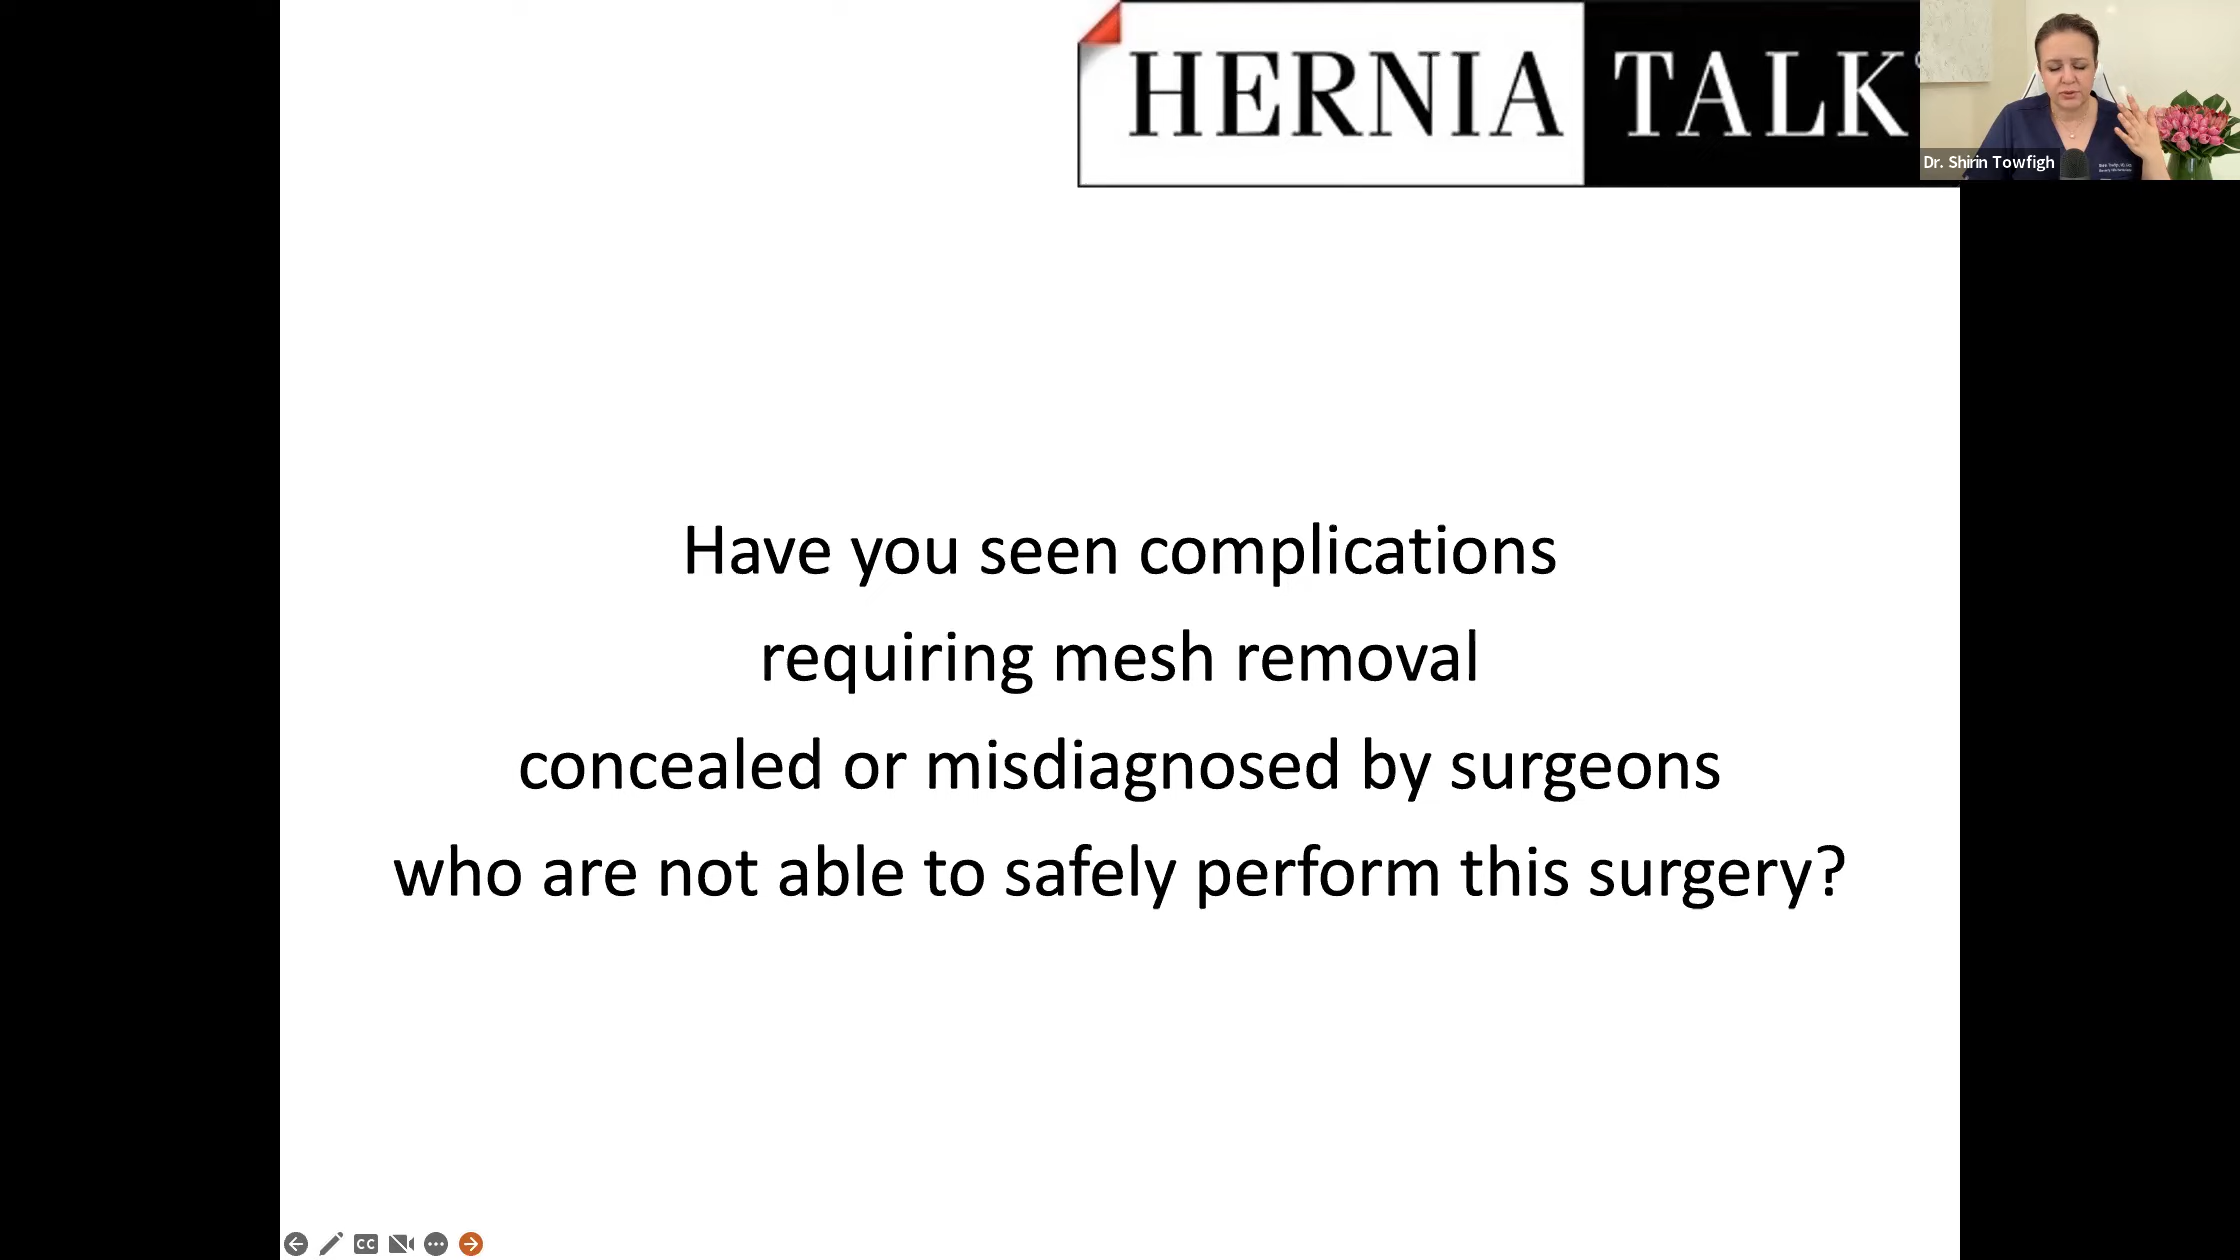 HERNIA TALK
Dr. Shirin Towfigh
Have you seen complications
requiring mesh removal
concealed or misdiagnosed by surgeons
who are not able to safely perform this surgery?
CC